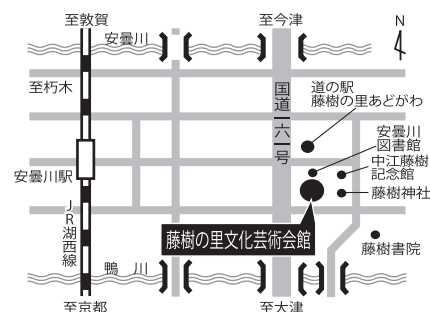 至敦賀
至今津
N
安曇川
至朽木
国道一六一号
道の駅
藤樹の里あどがわ
安曇川
図書館
中江藤樹
記念館
安曇川駅
藤樹神社
JR湖西線
藤樹の里文化芸術会館
藤樹書院
鴨川
至京都
至大津